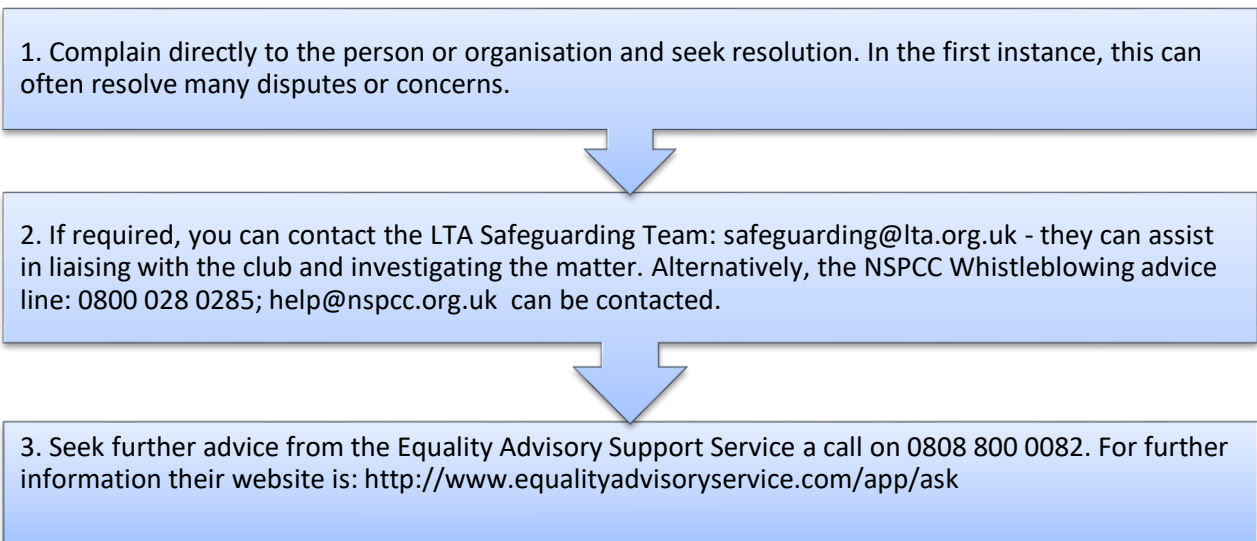 1. Complain directly to the person or organisation and seek resolution. In the first instance, this can
often resolve many disputes or concerns.
2. If required, you can contact the LTA Safeguarding Team: safeguarding@lta.org.uk - they can assist
in liaising with the club and investigating the matter. Alternatively, the NSPCC Whistleblowing advice
line: 0800 028 0285; help@nspcc.org.uk  can be contacted.
3. Seek further advice from the Equality Advisory Support Service a call on 0808 800 0082. For further
information their website is: http://www.equalityadvisoryservice.com/app/ask